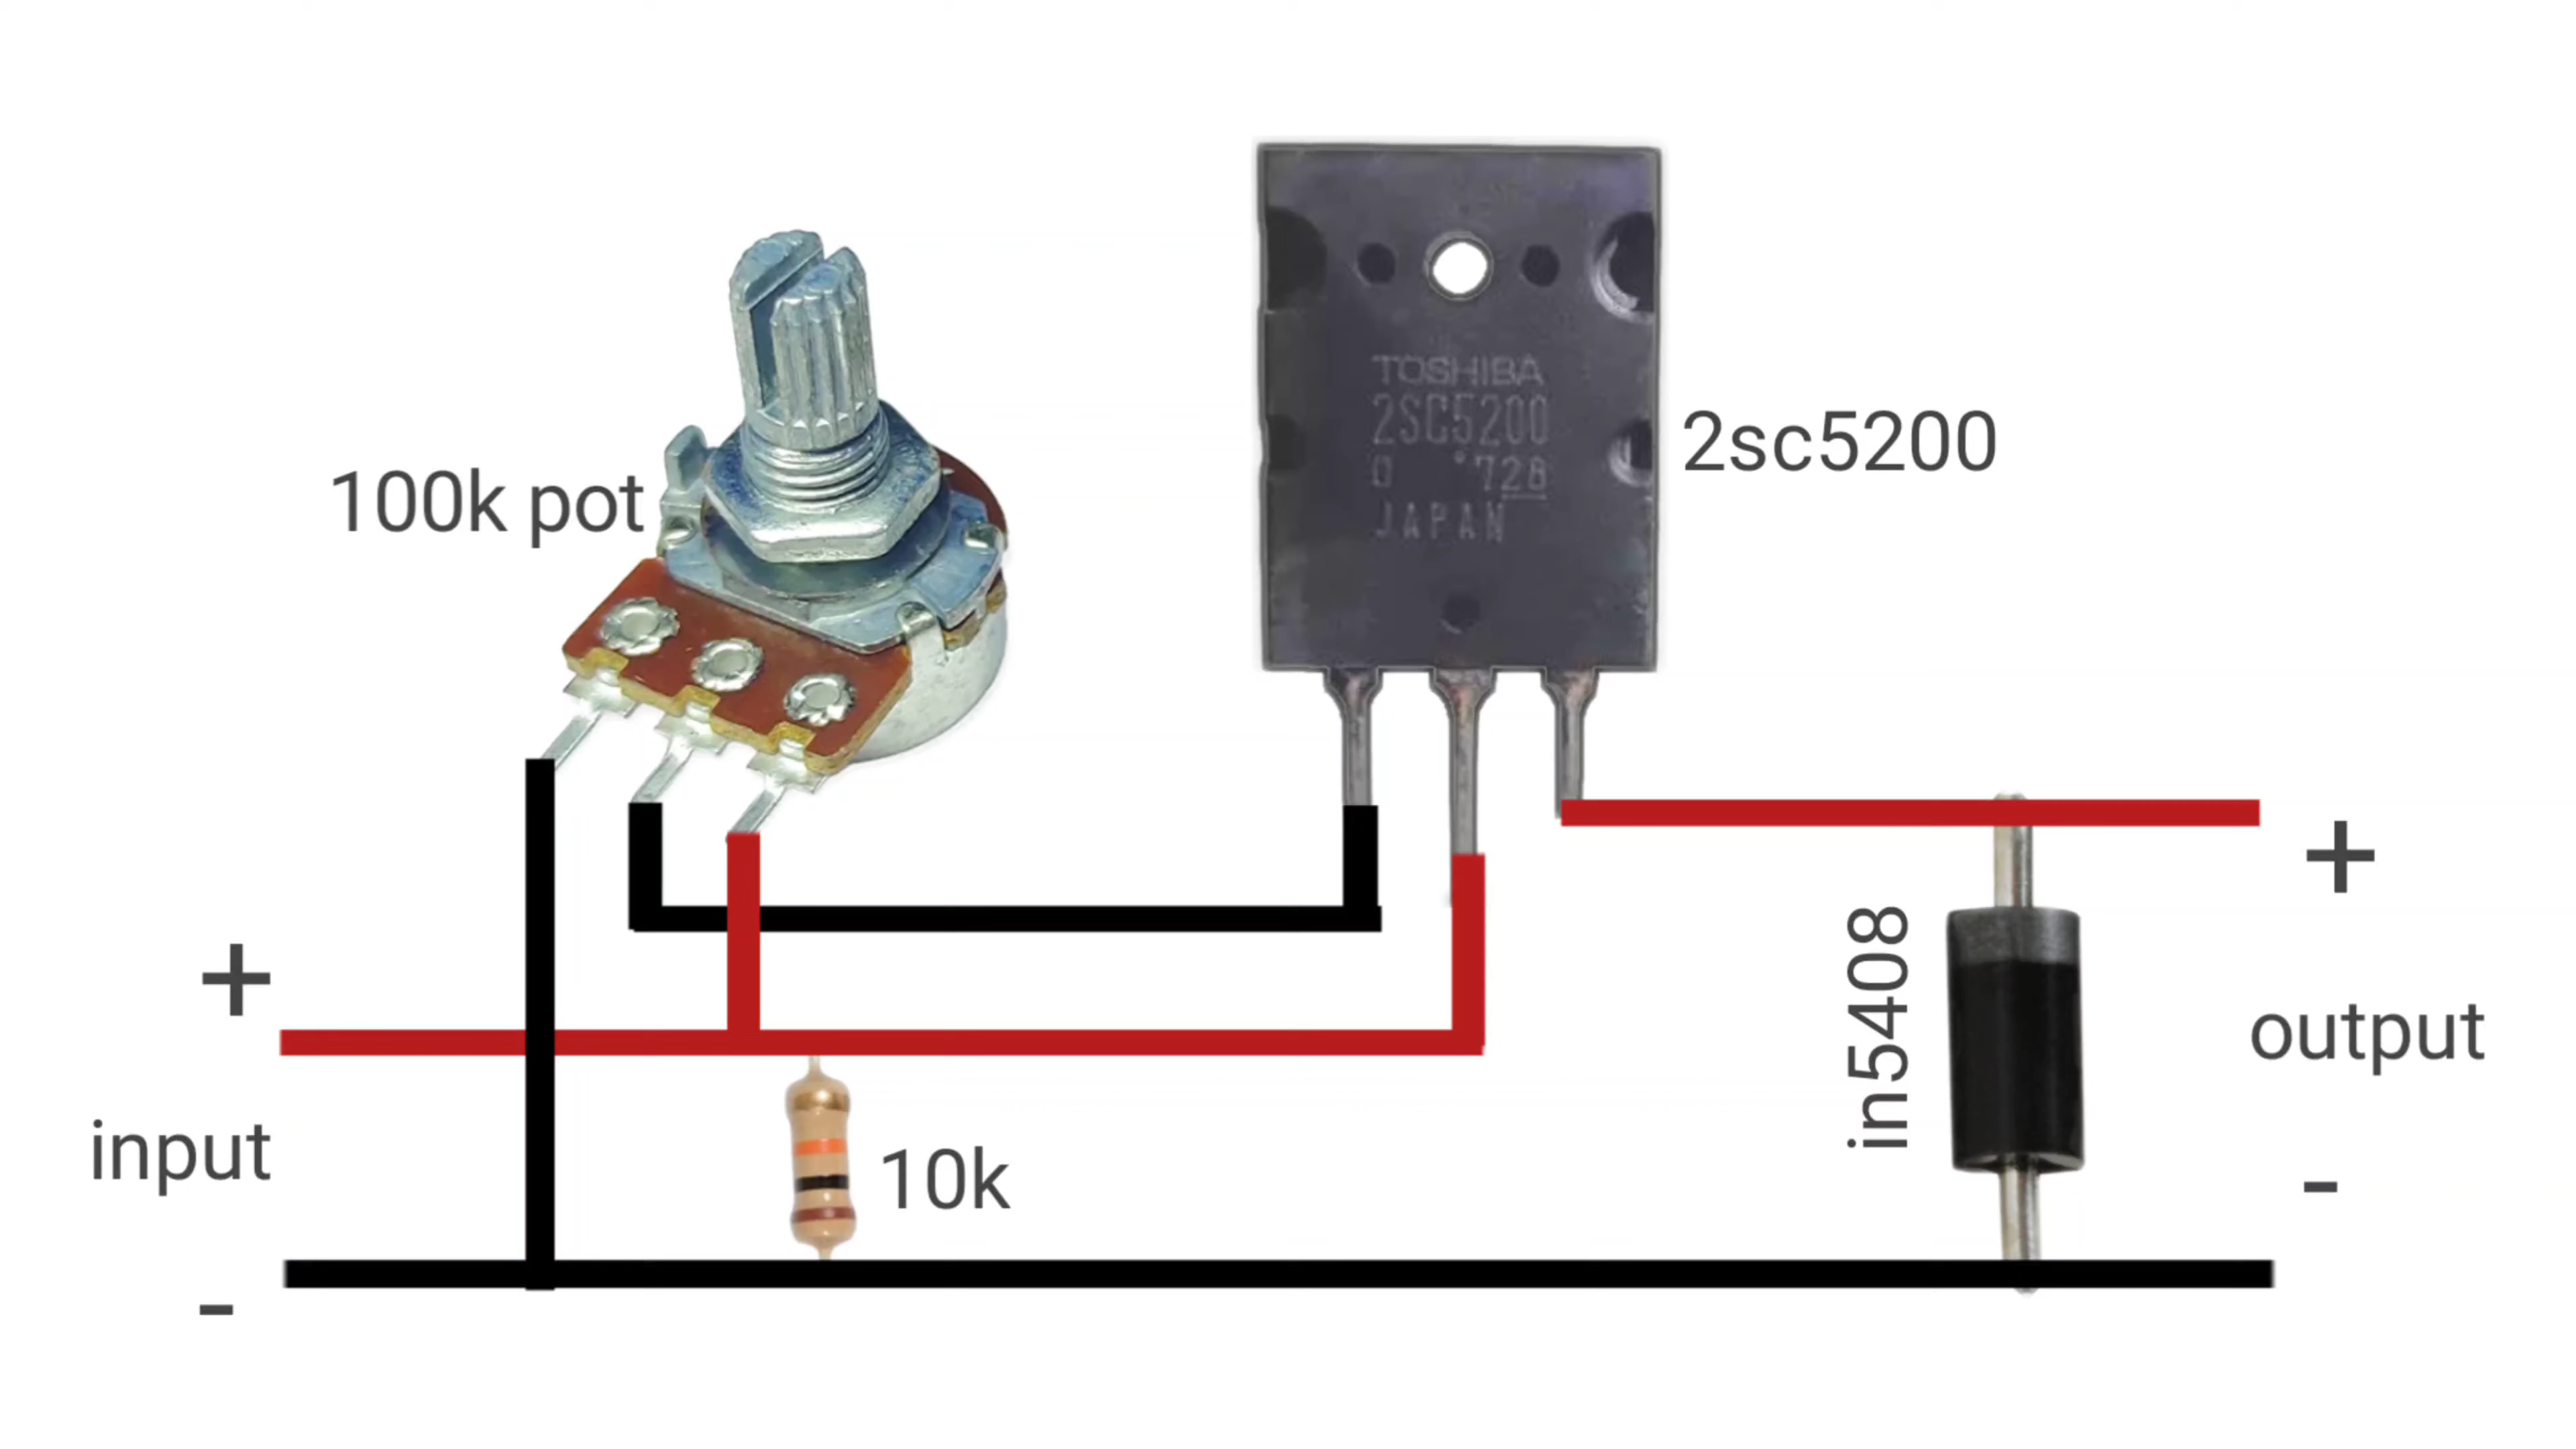 100k pot
TOSHIBA
2SC5200
O 728
JAPAN
2sc5200
+
input
-
10k
in5408
+
output
-